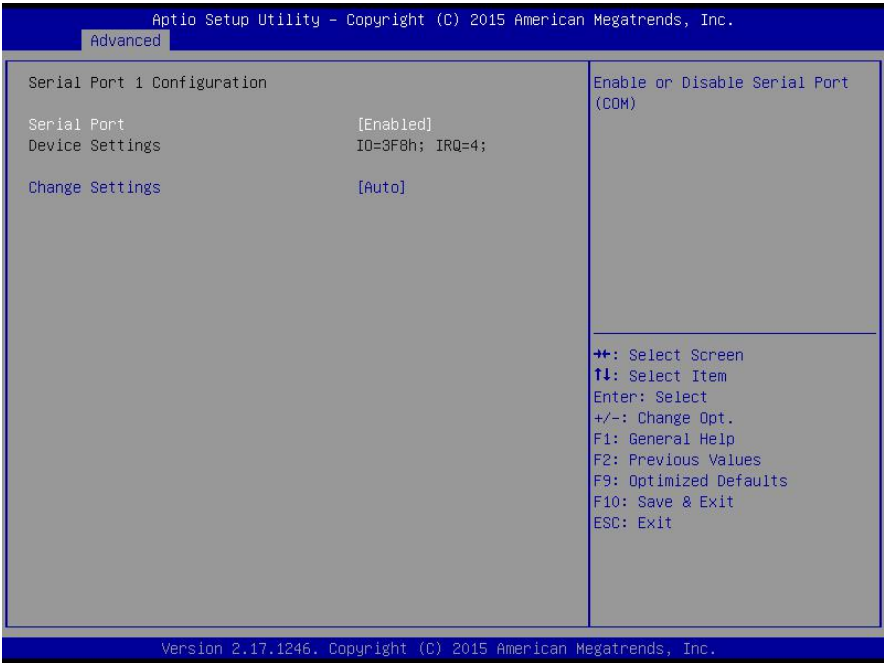 Aptio Setup Utility – Copyright (C) 2015 American Megatrends, Inc.
Advanced
Serial Port 1 Configuration
Serial Port [Enabled]
Device Settings IO=3F8h; IRQ=4;
Change Settings [Auto]
Enable or Disable Serial Port
(COM)
→←: Select Screen
↑↓: Select Item
Enter: Select
+/-: Change Opt.
F1: General Help
F2: Previous Values
F9: Optimized Defaults
F10: Save & Exit
ESC: Exit
Version 2.17.1246. Copyright (C) 2015 American Megatrends, Inc.